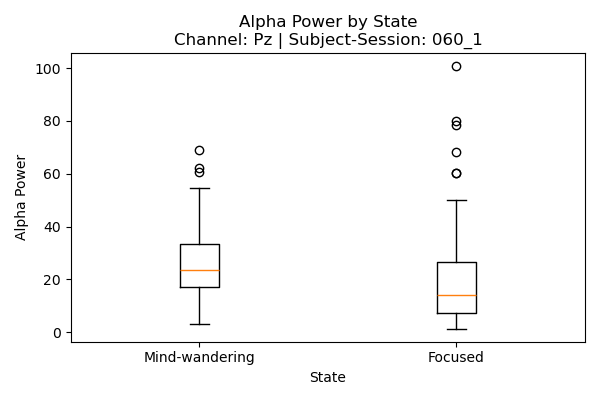 Alpha Power by State
Channel: Pz | Subject-Session: 060_1
100
80
60
40
20
0
Alpha Power
Mind-wandering
Focused
State